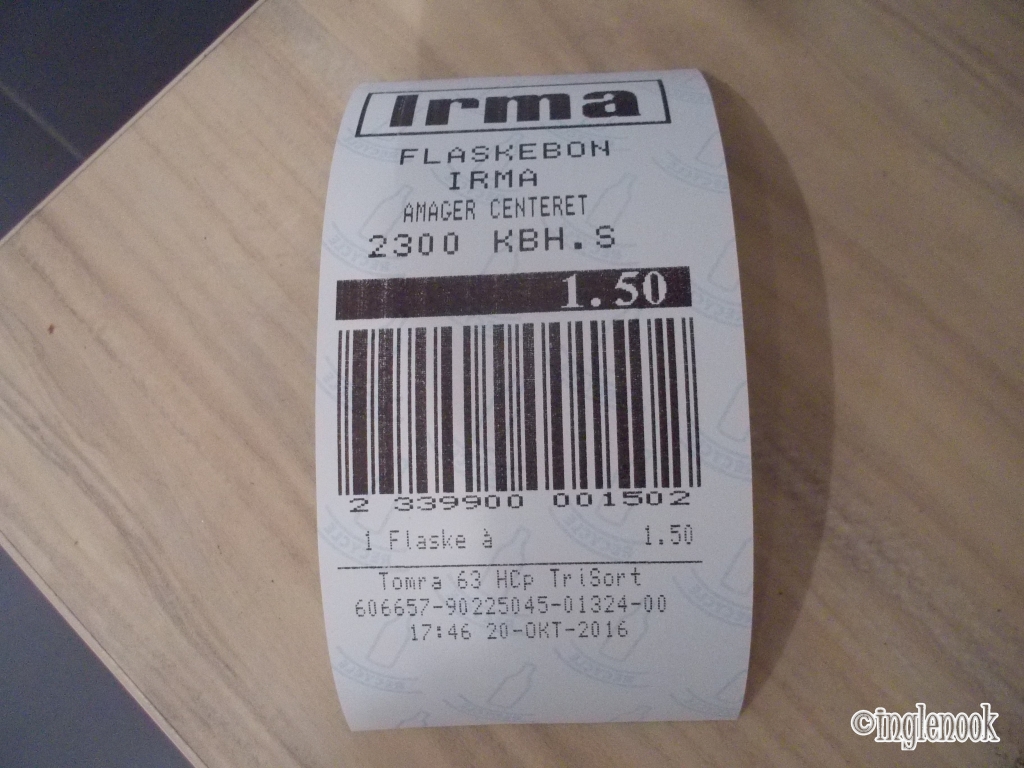 Irma
FLASKEBON
IRMA
AMAGER CENTERET
2300 KBH.S
1.50
2 339900 001502
1 Flaske à 1.50
Tomra 63 HCp TriSort
606657-90225045-01324-00
17:46 20-OKT-2016
©inglenook